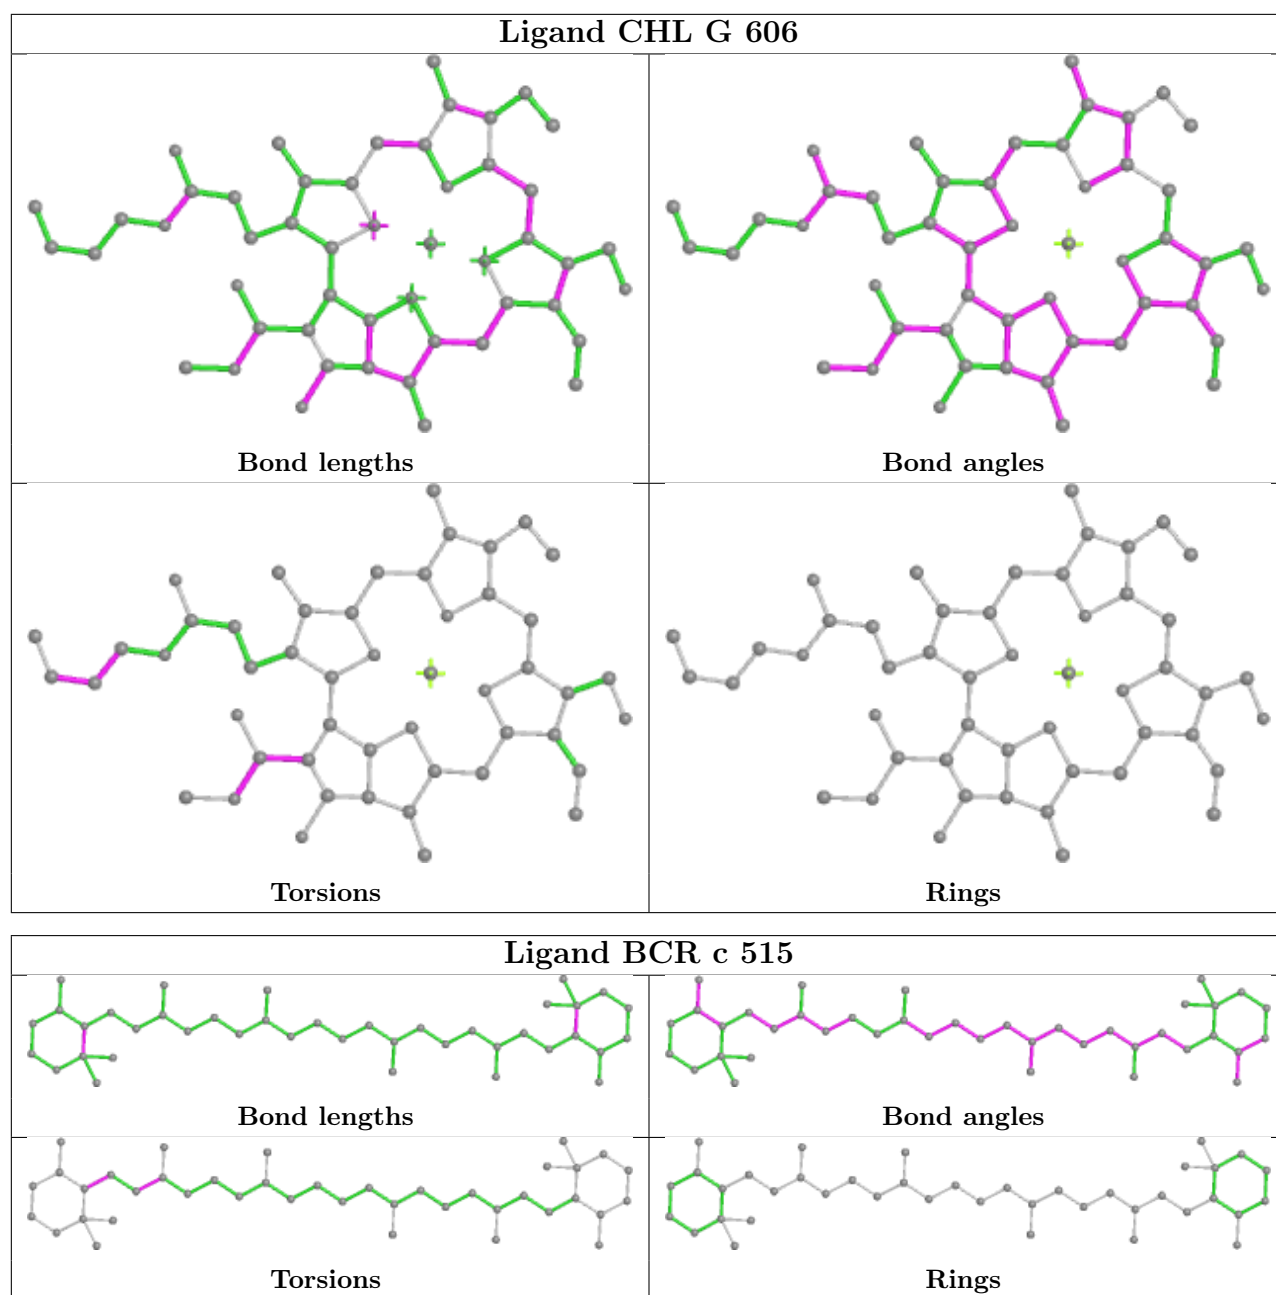 Ligand CHL G 606
Bond lengths
Bond angles
Torsions
Rings
Ligand BCR c 515
Bond lengths
Bond angles
Torsions
Rings